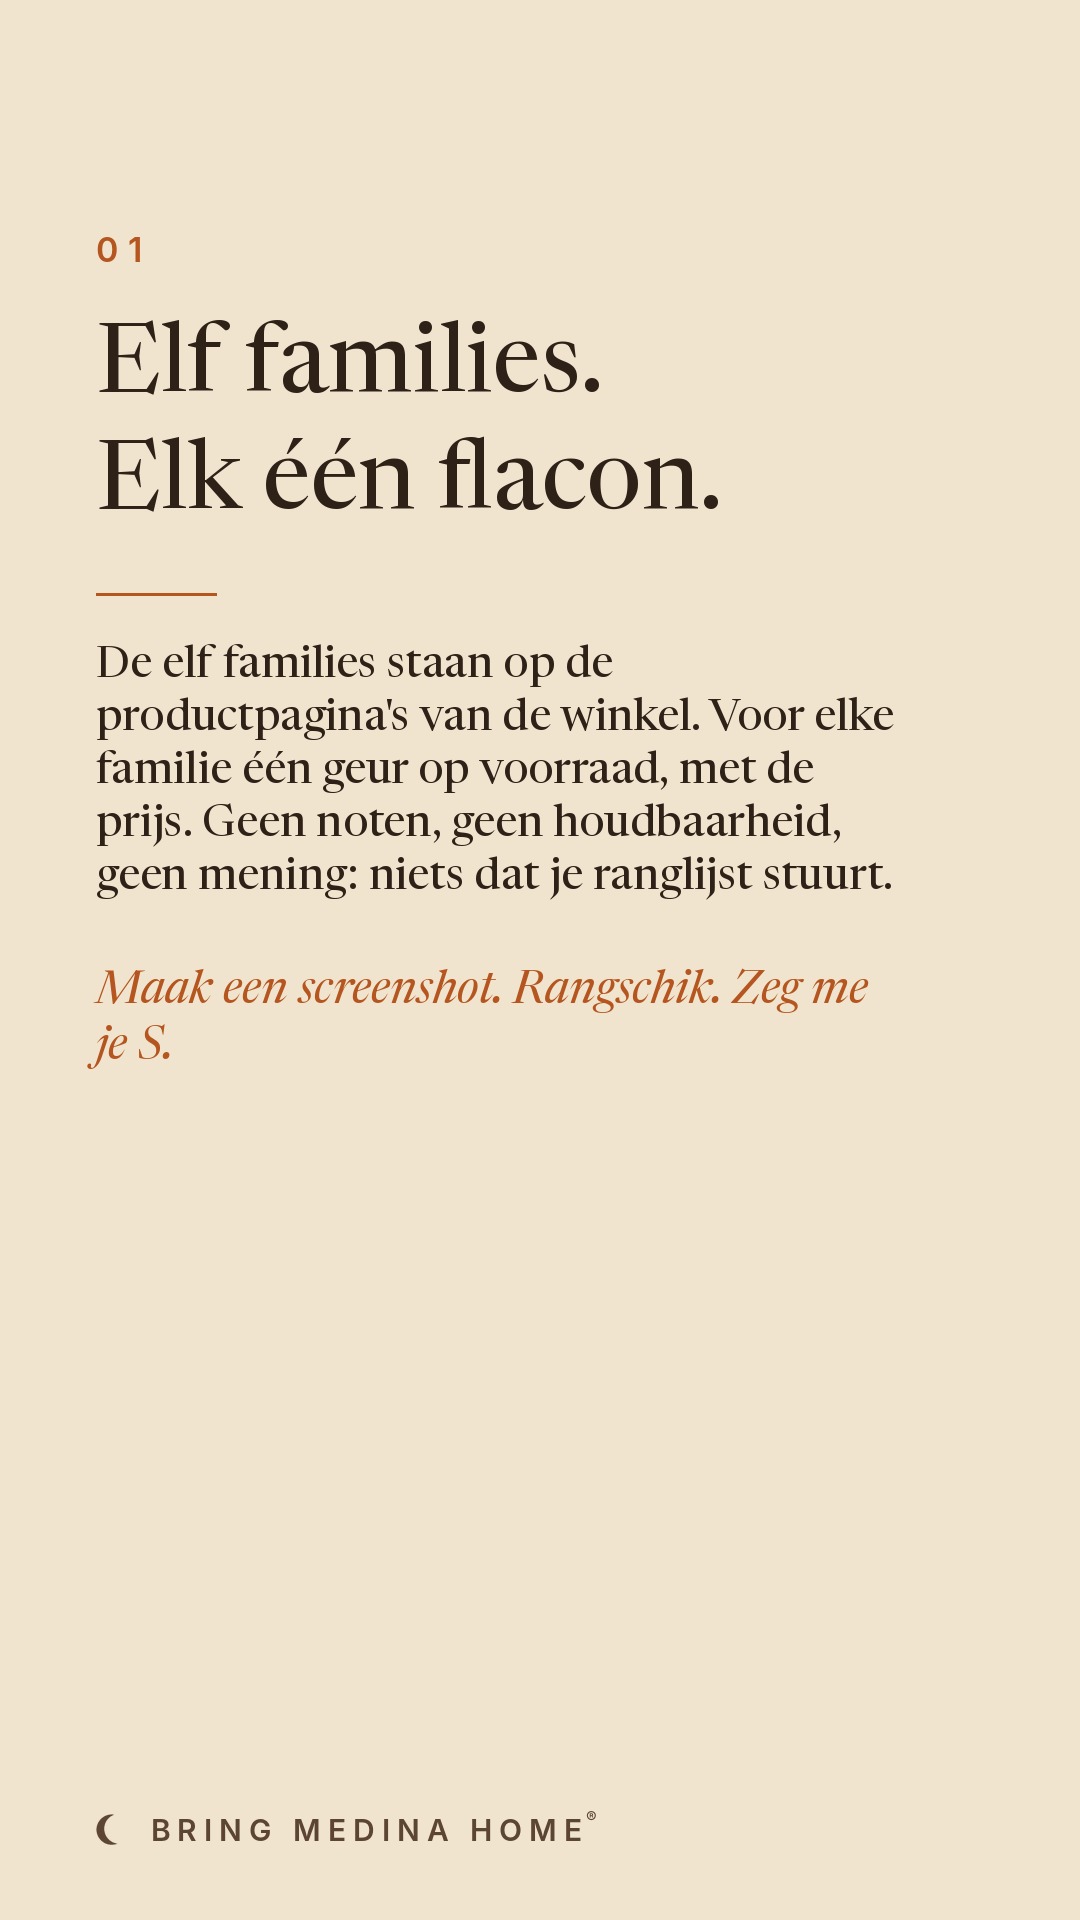 01
Elf families.
Elk één flacon.
De elf families staan op de
productpagina's van de winkel. Voor elke
familie één geur op voorraad, met de
prijs. Geen noten, geen houdbaarheid,
geen mening: niets dat je ranglijst stuurt.
Maak een screenshot. Rangschik. Zeg me
je S.
BRING MEDINA HOME®